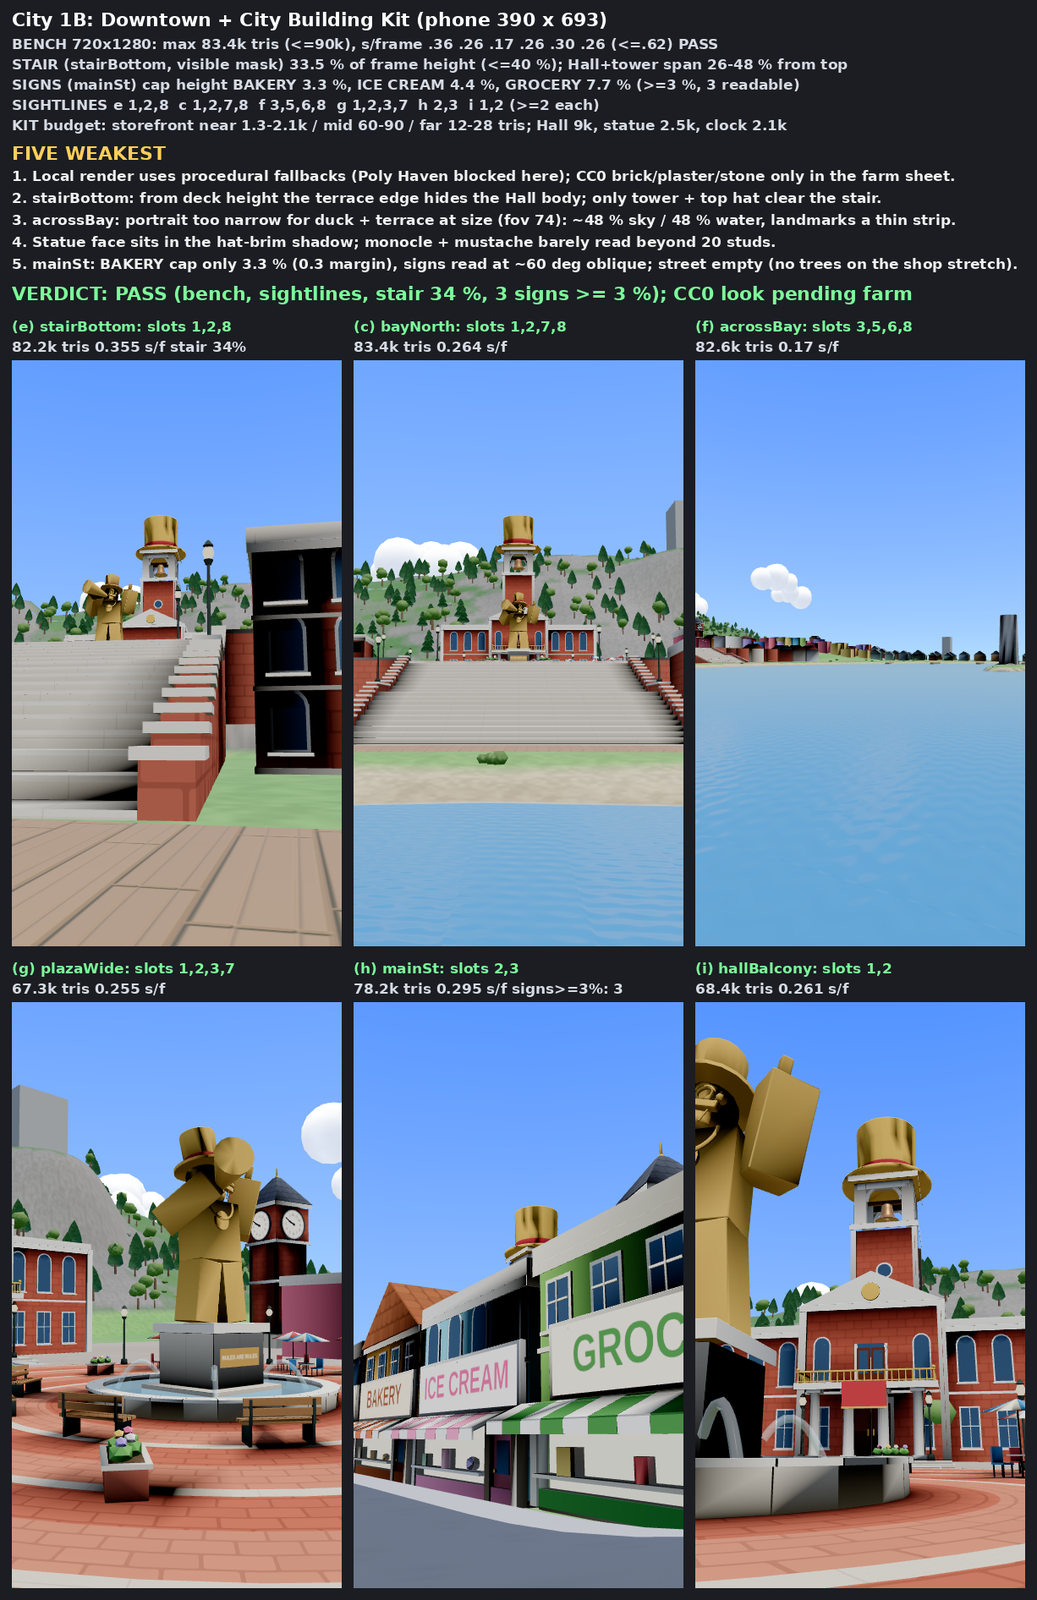 City 1B: Downtown + City Building Kit (phone 390 x 693)
BENCH 720x1280: max 83.4k tris (<=90k), s/frame .36 .26 .17 .26 .30 .26 (<=.62) PASS
STAIR (stairBottom, visible mask) 33.5 % of frame height (<=40 %); Hall+tower span 26-48 % from top
SIGNS (mainSt) cap height BAKERY 3.3 %, ICE CREAM 4.4 %, GROCERY 7.7 % (>=3 %, 3 readable)
SIGHTLINES e 1,2,8 c 1,2,7,8 f 3,5,6,8 g 1,2,3,7 h 2,3 i 1,2 (>=2 each)
KIT budget: storefront near 1.3-2.1k / mid 60-90 / far 12-28 tris; Hall 9k, statue 2.5k, clock 2.1k
FIVE WEAKEST
1. Local render uses procedural fallbacks (Poly Haven blocked here); CC0 brick/plaster/stone only in the farm sheet.
2. stairBottom: from deck height the terrace edge hides the Hall body; only tower + top hat clear the stair.
3. acrossBay: portrait too narrow for duck + terrace at size (fov 74): ~48 % sky / 48 % water, landmarks a thin strip.
4. Statue face sits in the hat-brim shadow; monocle + mustache barely read beyond 20 studs.
5. mainSt: BAKERY cap only 3.3 % (0.3 margin), signs read at ~60 deg oblique; street empty (no trees on the shop stretch).
VERDICT: PASS (bench, sightlines, stair 34 %, 3 signs >= 3 %); CC0 look pending farm
(e) stairBottom: slots 1,2,8
82.2k tris 0.355 s/f stair 34%
(c) bayNorth: slots 1,2,7,8
83.4k tris 0.264 s/f
(f) acrossBay: slots 3,5,6,8
82.6k tris 0.17 s/f
(g) plazaWide: slots 1,2,3,7
67.3k tris 0.255 s/f
(h) mainSt: slots 2,3
78.2k tris 0.295 s/f signs>=3%: 3
(i) hallBalcony: slots 1,2
68.4k tris 0.261 s/f
RULES ARE RULES
BAKERY
ICE CREAM
GROC